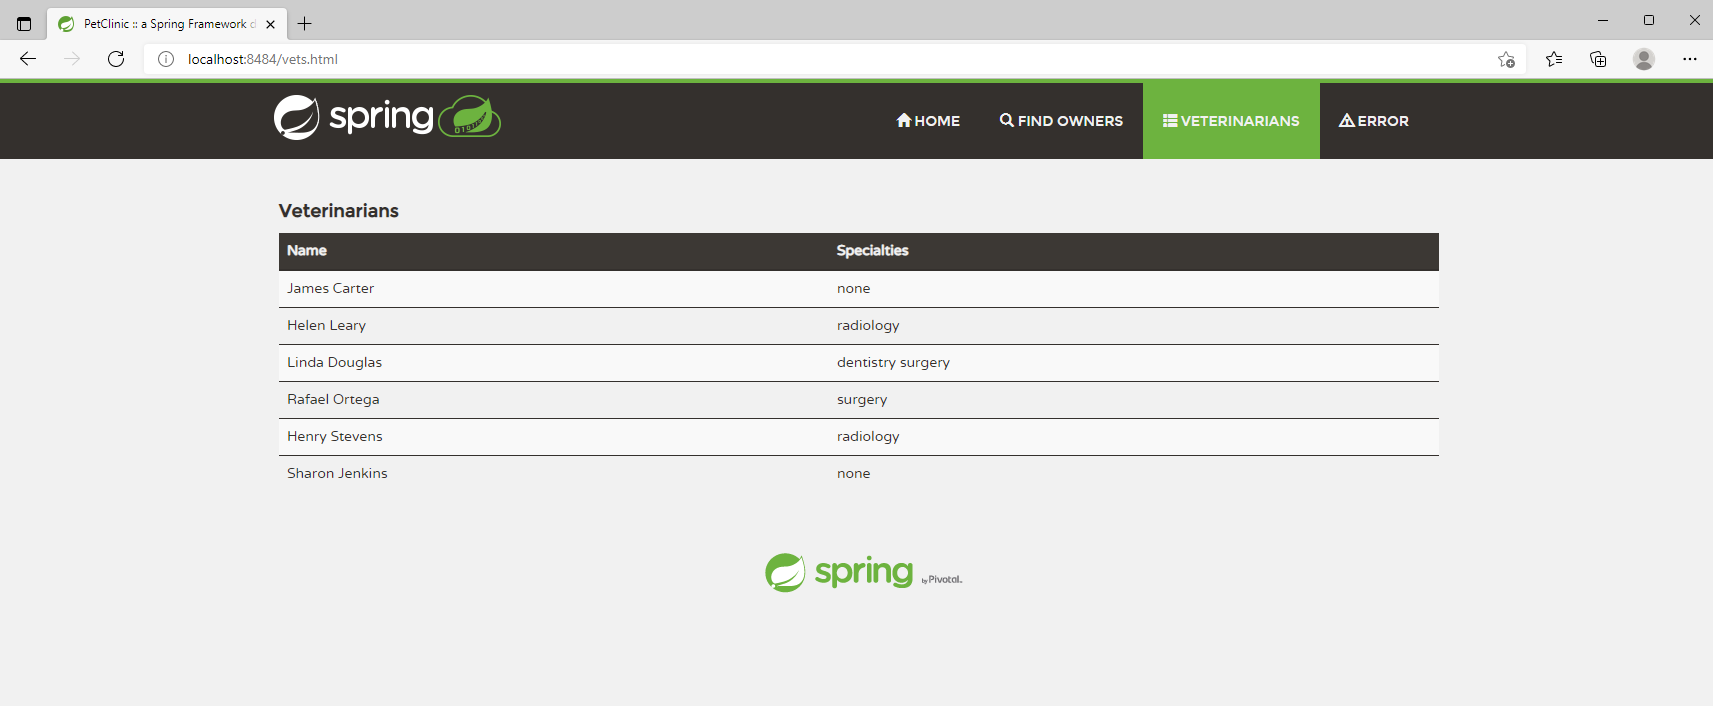 PetClinic :: a Spring Framework d
localhost:8484/vets.html
spring
HOME
FIND OWNERS
VETERINARIANS
ERROR
Veterinarians
Name Specialties
James Carter none
Helen Leary radiology
Linda Douglas dentistry surgery
Rafael Ortega surgery
Henry Stevens radiology
Sharon Jenkins none
spring by Pivotal